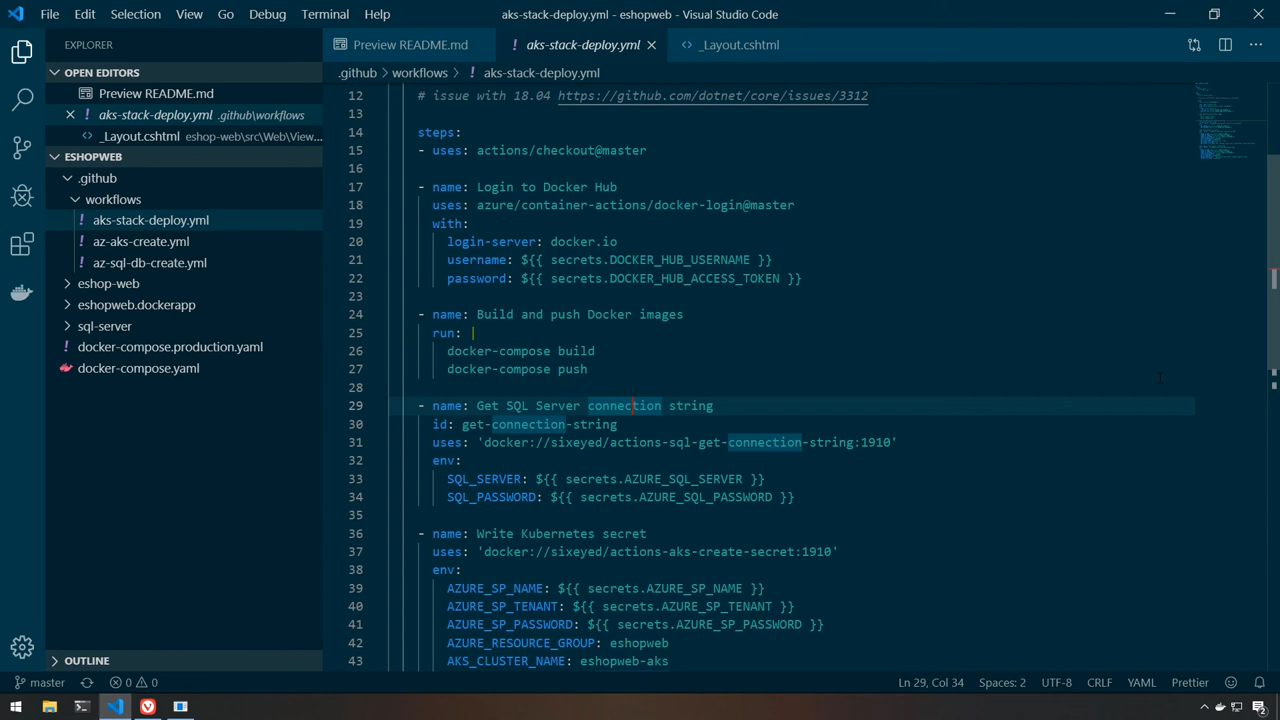 File Edit Selection View Go Debug Terminal Help
aks-stack-deploy.yml - eshopweb - Visual Studio Code
EXPLORER
OPEN EDITORS
Preview README.md
aks-stack-deploy.yml .github\workflows
_Layout.cshtml eshop-web\src\Web\View...
ESHOPWEB
.github
workflows
aks-stack-deploy.yml
az-aks-create.yml
az-sql-db-create.yml
eshop-web
eshopweb.dockerapp
sql-server
docker-compose.production.yaml
docker-compose.yaml
OUTLINE
Preview README.md
aks-stack-deploy.yml
_Layout.cshtml
.github > workflows > ! aks-stack-deploy.yml
12 # issue with 18.04 https://github.com/dotnet/core/issues/3312
13
14 steps:
15 - uses: actions/checkout@master
16
17 - name: Login to Docker Hub
18 uses: azure/container-actions/docker-login@master
19 with:
20 login-server: docker.io
21 username: ${{ secrets.DOCKER_HUB_USERNAME }}
22 password: ${{ secrets.DOCKER_HUB_ACCESS_TOKEN }}
23
24 - name: Build and push Docker images
25 run: |
26 docker-compose build
27 docker-compose push
28
29 - name: Get SQL Server connection string
30 id: get-connection-string
31 uses: 'docker://sixeyed/actions-sql-get-connection-string:1910'
32 env:
33 SQL_SERVER: ${{ secrets.AZURE_SQL_SERVER }}
34 SQL_PASSWORD: ${{ secrets.AZURE_SQL_PASSWORD }}
35
36 - name: Write Kubernetes secret
37 uses: 'docker://sixeyed/actions-aks-create-secret:1910'
38 env:
39 AZURE_SP_NAME: ${{ secrets.AZURE_SP_NAME }}
40 AZURE_SP_TENANT: ${{ secrets.AZURE_SP_TENANT }}
41 AZURE_SP_PASSWORD: ${{ secrets.AZURE_SP_PASSWORD }}
42 AZURE_RESOURCE_GROUP: eshopweb
43 AKS_CLUSTER_NAME: eshopweb-aks
master 0 0 Ln 29, Col 34 Spaces: 2 UTF-8 CRLF YAML Prettier
2